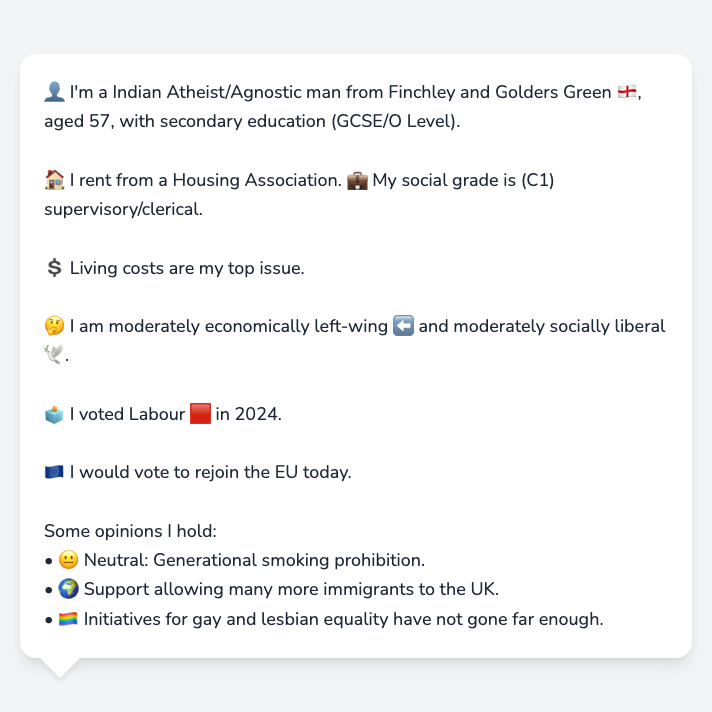 👤 I'm a Indian Atheist/Agnostic man from Finchley and Golders Green 🏴󠁧󠁢󠁥󠁮󠁧󠁿,
aged 57, with secondary education (GCSE/O Level).
🏠 I rent from a Housing Association. 💼 My social grade is (C1)
supervisory/clerical.
💲 Living costs are my top issue.
🤔 I am moderately economically left-wing ⬅️ and moderately socially liberal
🕊️.
🗳️ I voted Labour 🟥 in 2024.
🇪🇺 I would vote to rejoin the EU today.
Some opinions I hold:
• 😐 Neutral: Generational smoking prohibition.
• 🌍 Support allowing many more immigrants to the UK.
• 🏳️‍🌈 Initiatives for gay and lesbian equality have not gone far enough.